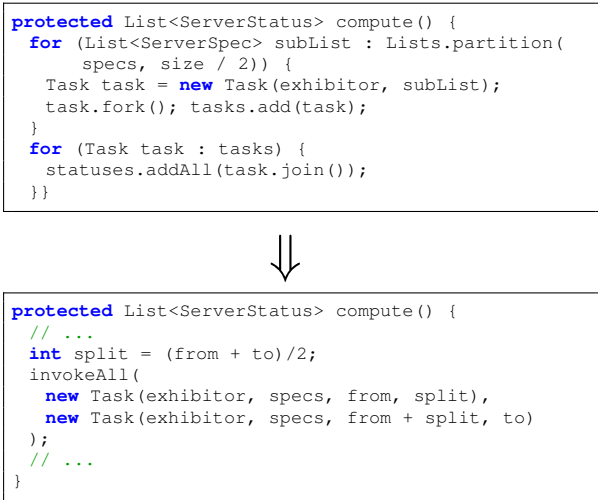 protected List<ServerStatus> compute() {
for (List<ServerSpec> subList : Lists.partition(
specs, size / 2)) {
Task task = new Task(exhibitor, subList);
task.fork(); tasks.add(task);
}
for (Task task : tasks) {
statuses.addAll(task.join());
}}
⇓
protected List<ServerStatus> compute() {
// ...
int split = (from + to)/2;
invokeAll(
new Task(exhibitor, specs, from, split),
new Task(exhibitor, specs, from + split, to)
);
// ...
}